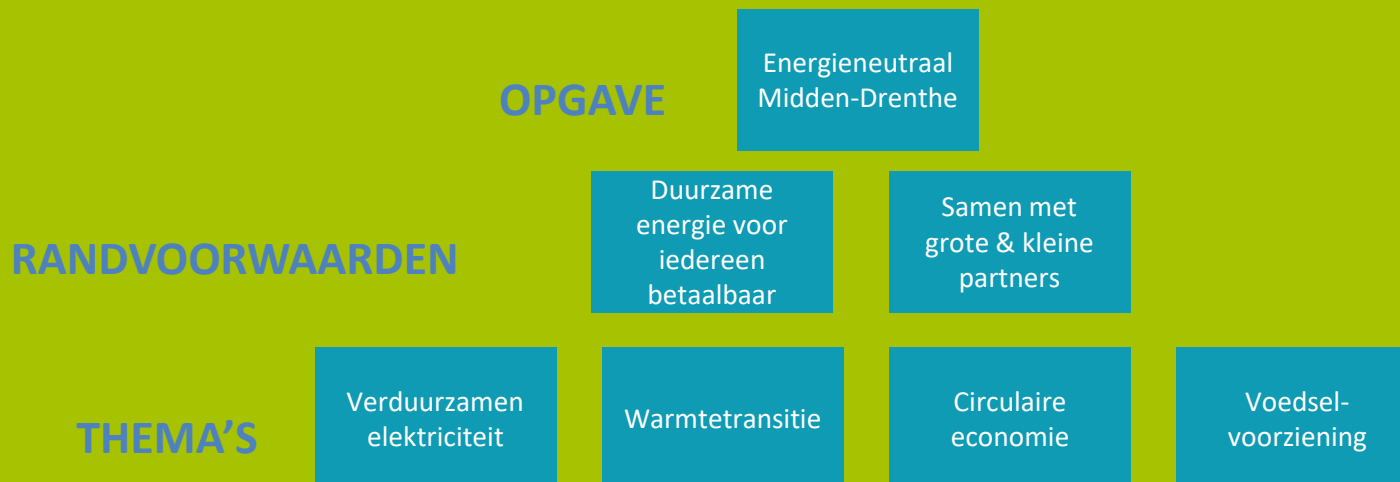 OPGAVE
Energieneutraal
Midden-Drenthe
RANDVOORWAARDEN
Duurzame
energie voor
iedereen
betaalbaar
Samen met
grote & kleine
partners
THEMA’S
Verduurzamen
elektriciteit
Warmtetransitie
Circulaire
economie
Voedsel-
voorziening